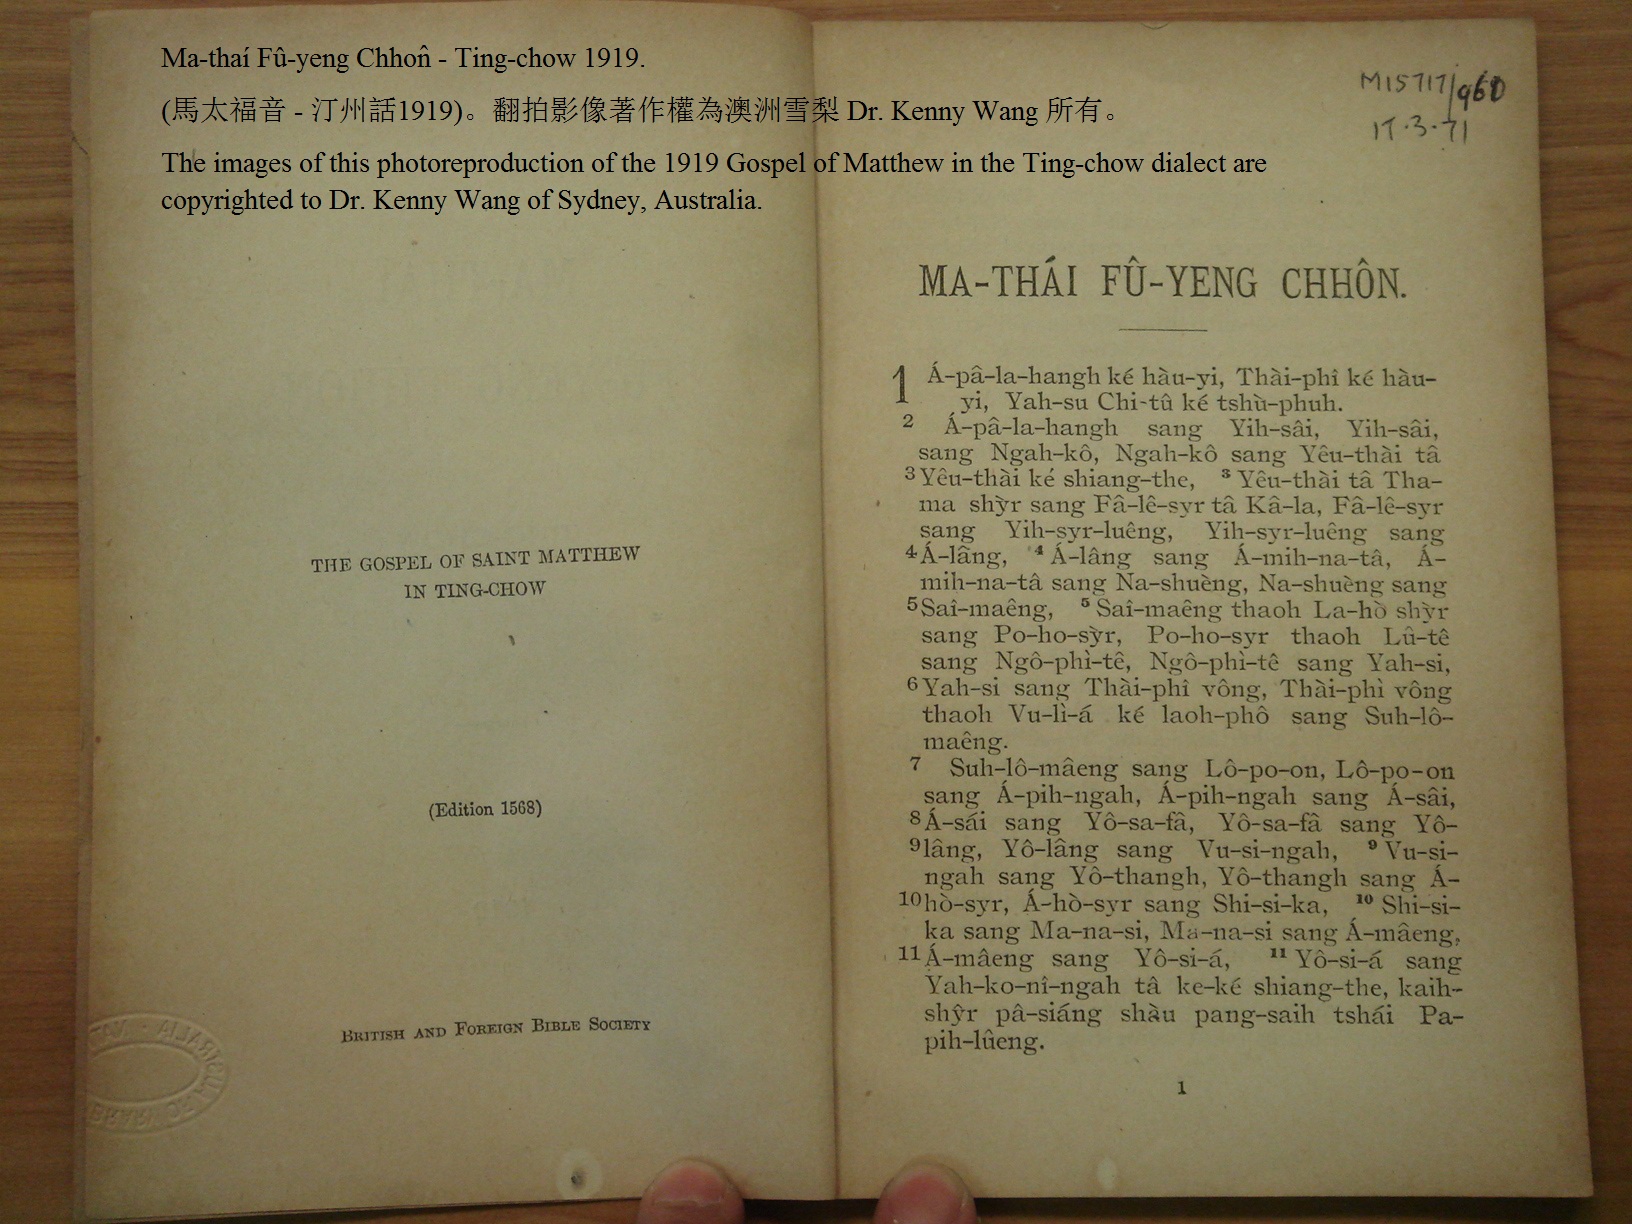 Ma-thaí Fû-yeng Chhon̂ - Ting-chow 1919.
(馬太福音 - 汀州話1919)。翻拍影像著作權為澳洲雪梨 Dr. Kenny Wang 所有。
The images of this photoreproduction of the 1919 Gospel of Matthew in the Ting-chow dialect are
copyrighted to Dr. Kenny Wang of Sydney, Australia.
THE GOSPEL OF SAINT MATTHEW
IN TING-CHOW
(Edition 1568)
BRITISH AND FOREIGN BIBLE SOCIETY
M15717/960
17.3.71
MA-THÁI FÛ-YENG CHHÔN.
1 Á-pâ-la-hangh ké hàu-yi, Thài-phî ké hàu-
yi, Yah-su Chi-tû ké tshù-phuh.
2 Á-pâ-la-hangh sang Yih-sâi, Yih-sâi,
sang Ngah-kô, Ngah-kô sang Yêu-thài tâ
3 Yêu-thài ké shiang-the, 3 Yêu-thài tâ Tha-
ma shỳr sang Fâ-lê-syr tâ Kâ-la, Fâ-lê-syr
sang Yih-syr-luêng, Yih-syr-luêng sang
4 Á-lâng, 4 Á-lâng sang Á-mih-na-tâ, Á-
mih-na-tâ sang Na-shuèng, Na-shuèng sang
5 Saî-maêng, 5 Saî-maêng thaoh La-hò shỳr
sang Po-ho-sỳr, Po-ho-syr thaoh Lû-tê
sang Ngô-phì-tê, Ngô-phì-tê sang Yah-si,
6 Yah-si sang Thài-phî vông, Thài-phì vông
thaoh Vu-lì-á ké laoh-phô sang Suh-lô-
maêng.
7 Suh-lô-mâeng sang Lô-po-on, Lô-po-on
sang Á-pih-ngah, Á-pih-ngah sang Á-sâi,
8 Á-sái sang Yô-sa-fâ, Yô-sa-fâ sang Yô-
9 lâng, Yô-lâng sang Vu-si-ngah, 9 Vu-si-
ngah sang Yô-thangh, Yô-thangh sang Á-
10 hò-syr, Á-hò-syr sang Shi-si-ka, 10 Shi-si-
ka sang Ma-na-si, Ma-na-si sang Á-mâeng,
11 Á-mâeng sang Yô-si-á, 11 Yô-si-á sang
Yah-ko-nî-ngah tâ ke-ké shiang-the, kaih-
shŷr pâ-siáng shàu pang-saih tshái Pa-
pih-lûeng.
1